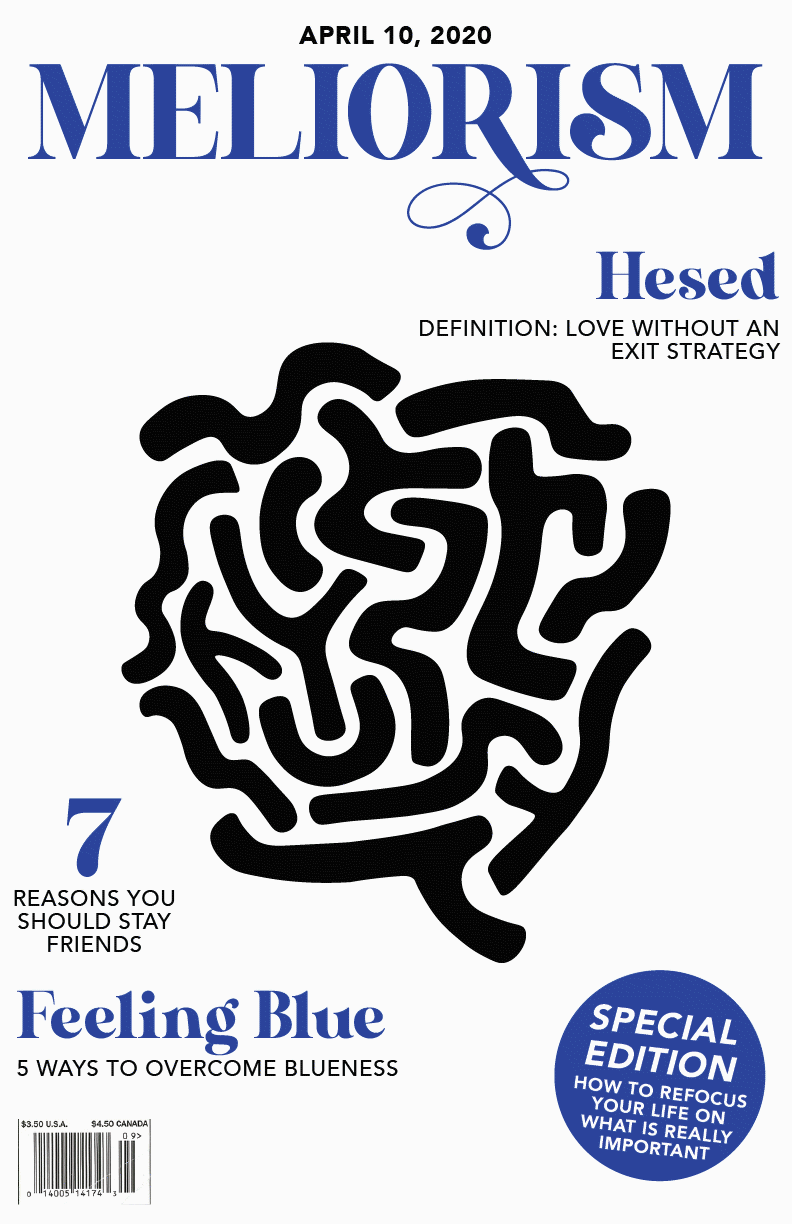 APRIL 10, 2020
MELIORISM
Hesed
DEFINITION: LOVE WITHOUT AN
EXIT STRATEGY
7
REASONS YOU
SHOULD STAY
FRIENDS
Feeling Blue
5 WAYS TO OVERCOME BLUENESS
SPECIAL
EDITION
HOW TO REFOCUS
YOUR LIFE ON
WHAT IS REALLY
IMPORTANT
$3.50 U.S.A. $4.50 CANADA
0 9>
0 14005 14174 3